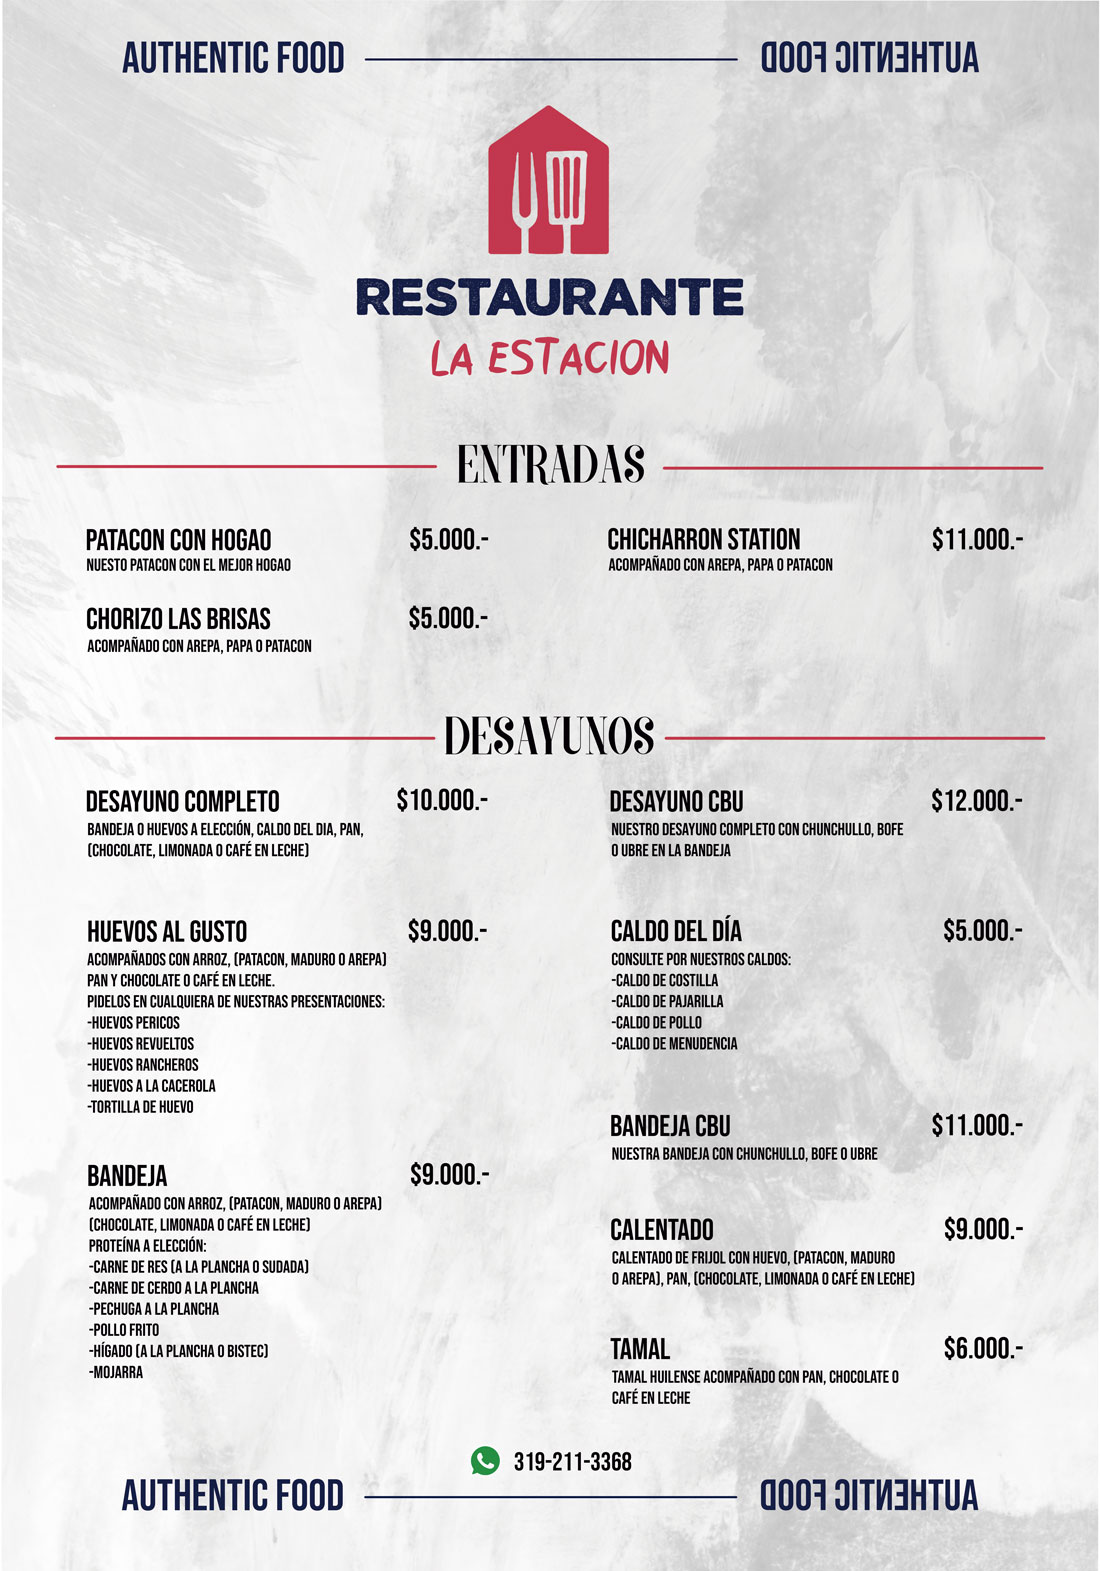 AUTHENTIC FOOD
AUTHENTIC FOOD
RESTAURANTE
LA ESTACION
ENTRADAS
PATACON CON HOGAO $5.000.-
NUESTO PATACON CON EL MEJOR HOGAO
CHORIZO LAS BRISAS $5.000.-
ACOMPAÑADO CON AREPA, PAPA O PATACON
CHICHARRON STATION $11.000.-
ACOMPAÑADO CON AREPA, PAPA O PATACON
DESAYUNOS
DESAYUNO COMPLETO $10.000.-
BANDEJA O HUEVOS A ELECCIÓN, CALDO DEL DIA, PAN,
(CHOCOLATE, LIMONADA O CAFÉ EN LECHE)
HUEVOS AL GUSTO $9.000.-
ACOMPAÑADOS CON ARROZ, (PATACON, MADURO O AREPA)
PAN Y CHOCOLATE O CAFÉ EN LECHE.
PIDELOS EN CUALQUIERA DE NUESTRAS PRESENTACIONES:
-HUEVOS PERICOS
-HUEVOS REVUELTOS
-HUEVOS RANCHEROS
-HUEVOS A LA CACEROLA
-TORTILLA DE HUEVO
BANDEJA $9.000.-
ACOMPAÑADO CON ARROZ, (PATACON, MADURO O AREPA)
(CHOCOLATE, LIMONADA O CAFÉ EN LECHE)
PROTEÍNA A ELECCIÓN:
-CARNE DE RES (A LA PLANCHA O SUDADA)
-CARNE DE CERDO A LA PLANCHA
-PECHUGA A LA PLANCHA
-POLLO FRITO
-HÍGADO (A LA PLANCHA O BISTEC)
-MOJARRA
DESAYUNO CBU $12.000.-
NUESTRO DESAYUNO COMPLETO CON CHUNCHULLO, BOFE
O UBRE EN LA BANDEJA
CALDO DEL DÍA $5.000.-
CONSULTE POR NUESTROS CALDOS:
-CALDO DE COSTILLA
-CALDO DE PAJARILLA
-CALDO DE POLLO
-CALDO DE MENUDENCIA
BANDEJA CBU $11.000.-
NUESTRA BANDEJA CON CHUNCHULLO, BOFE O UBRE
CALENTADO $9.000.-
CALENTADO DE FRIJOL CON HUEVO, (PATACON, MADURO
O AREPA), PAN, (CHOCOLATE, LIMONADA O CAFÉ EN LECHE)
TAMAL $6.000.-
TAMAL HUILENSE ACOMPAÑADO CON PAN, CHOCOLATE O
CAFÉ EN LECHE
319-211-3368
AUTHENTIC FOOD
AUTHENTIC FOOD